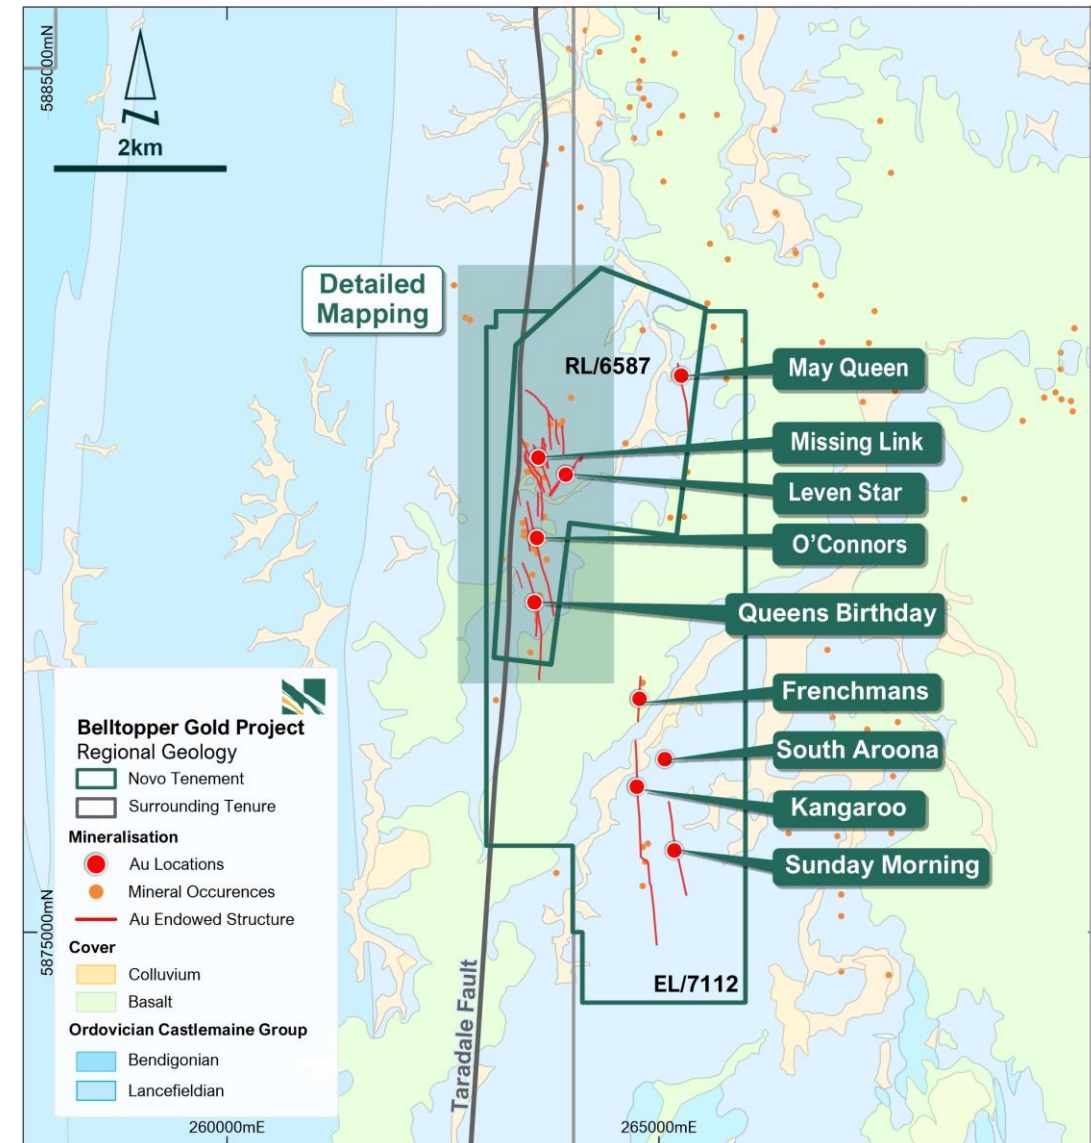 5885000mN
N
2km
Detailed
Mapping
RL/6587
May Queen
Missing Link
Leven Star
O'Connors
Queens Birthday
Frenchmans
South Aroona
Kangaroo
Sunday Morning
EL/7112
5875000mN
Taradale Fault
Belltopper Gold Project
Regional Geology
Novo Tenement
Surrounding Tenure
Mineralisation
Au Locations
Mineral Occurences
Au Endowed Structure
Cover
Colluvium
Basalt
Ordovician Castlemaine Group
Bendigonian
Lancefieldian
260000mE
265000mE